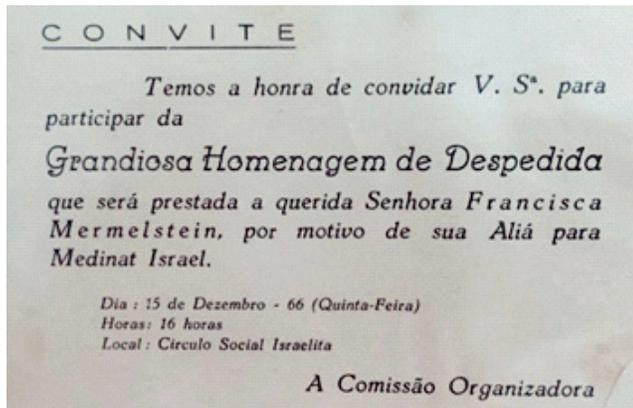 CONVITE
Temos a honra de convidar V. Sª. para
participar da
Grandiosa Homenagem de Despedida
que será prestada a querida Senhora Francisca
Mermelstein, por motivo de sua Aliá para
Medinat Israel.
Dia : 15 de Dezembro - 66 (Quinta-Feira)
Horas: 16 horas
Local : Circulo Social Israelita
A Comissão Organizadora